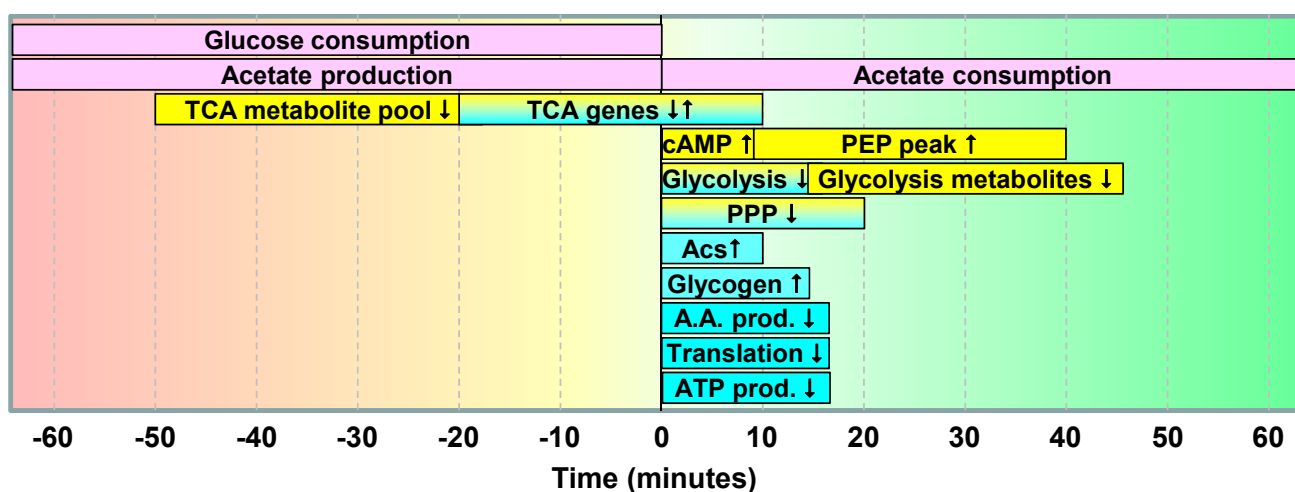 Glucose consumption
Acetate production Acetate consumption
TCA metabolite pool ↓ TCA genes ↓↑
cAMP ↑ PEP peak ↑
Glycolysis ↓ Glycolysis metabolites ↓
PPP ↓
Acs↑
Glycogen ↑
A.A. prod. ↓
Translation ↓
ATP prod. ↓
-60 -50 -40 -30 -20 -10 0 10 20 30 40 50 60
Time (minutes)